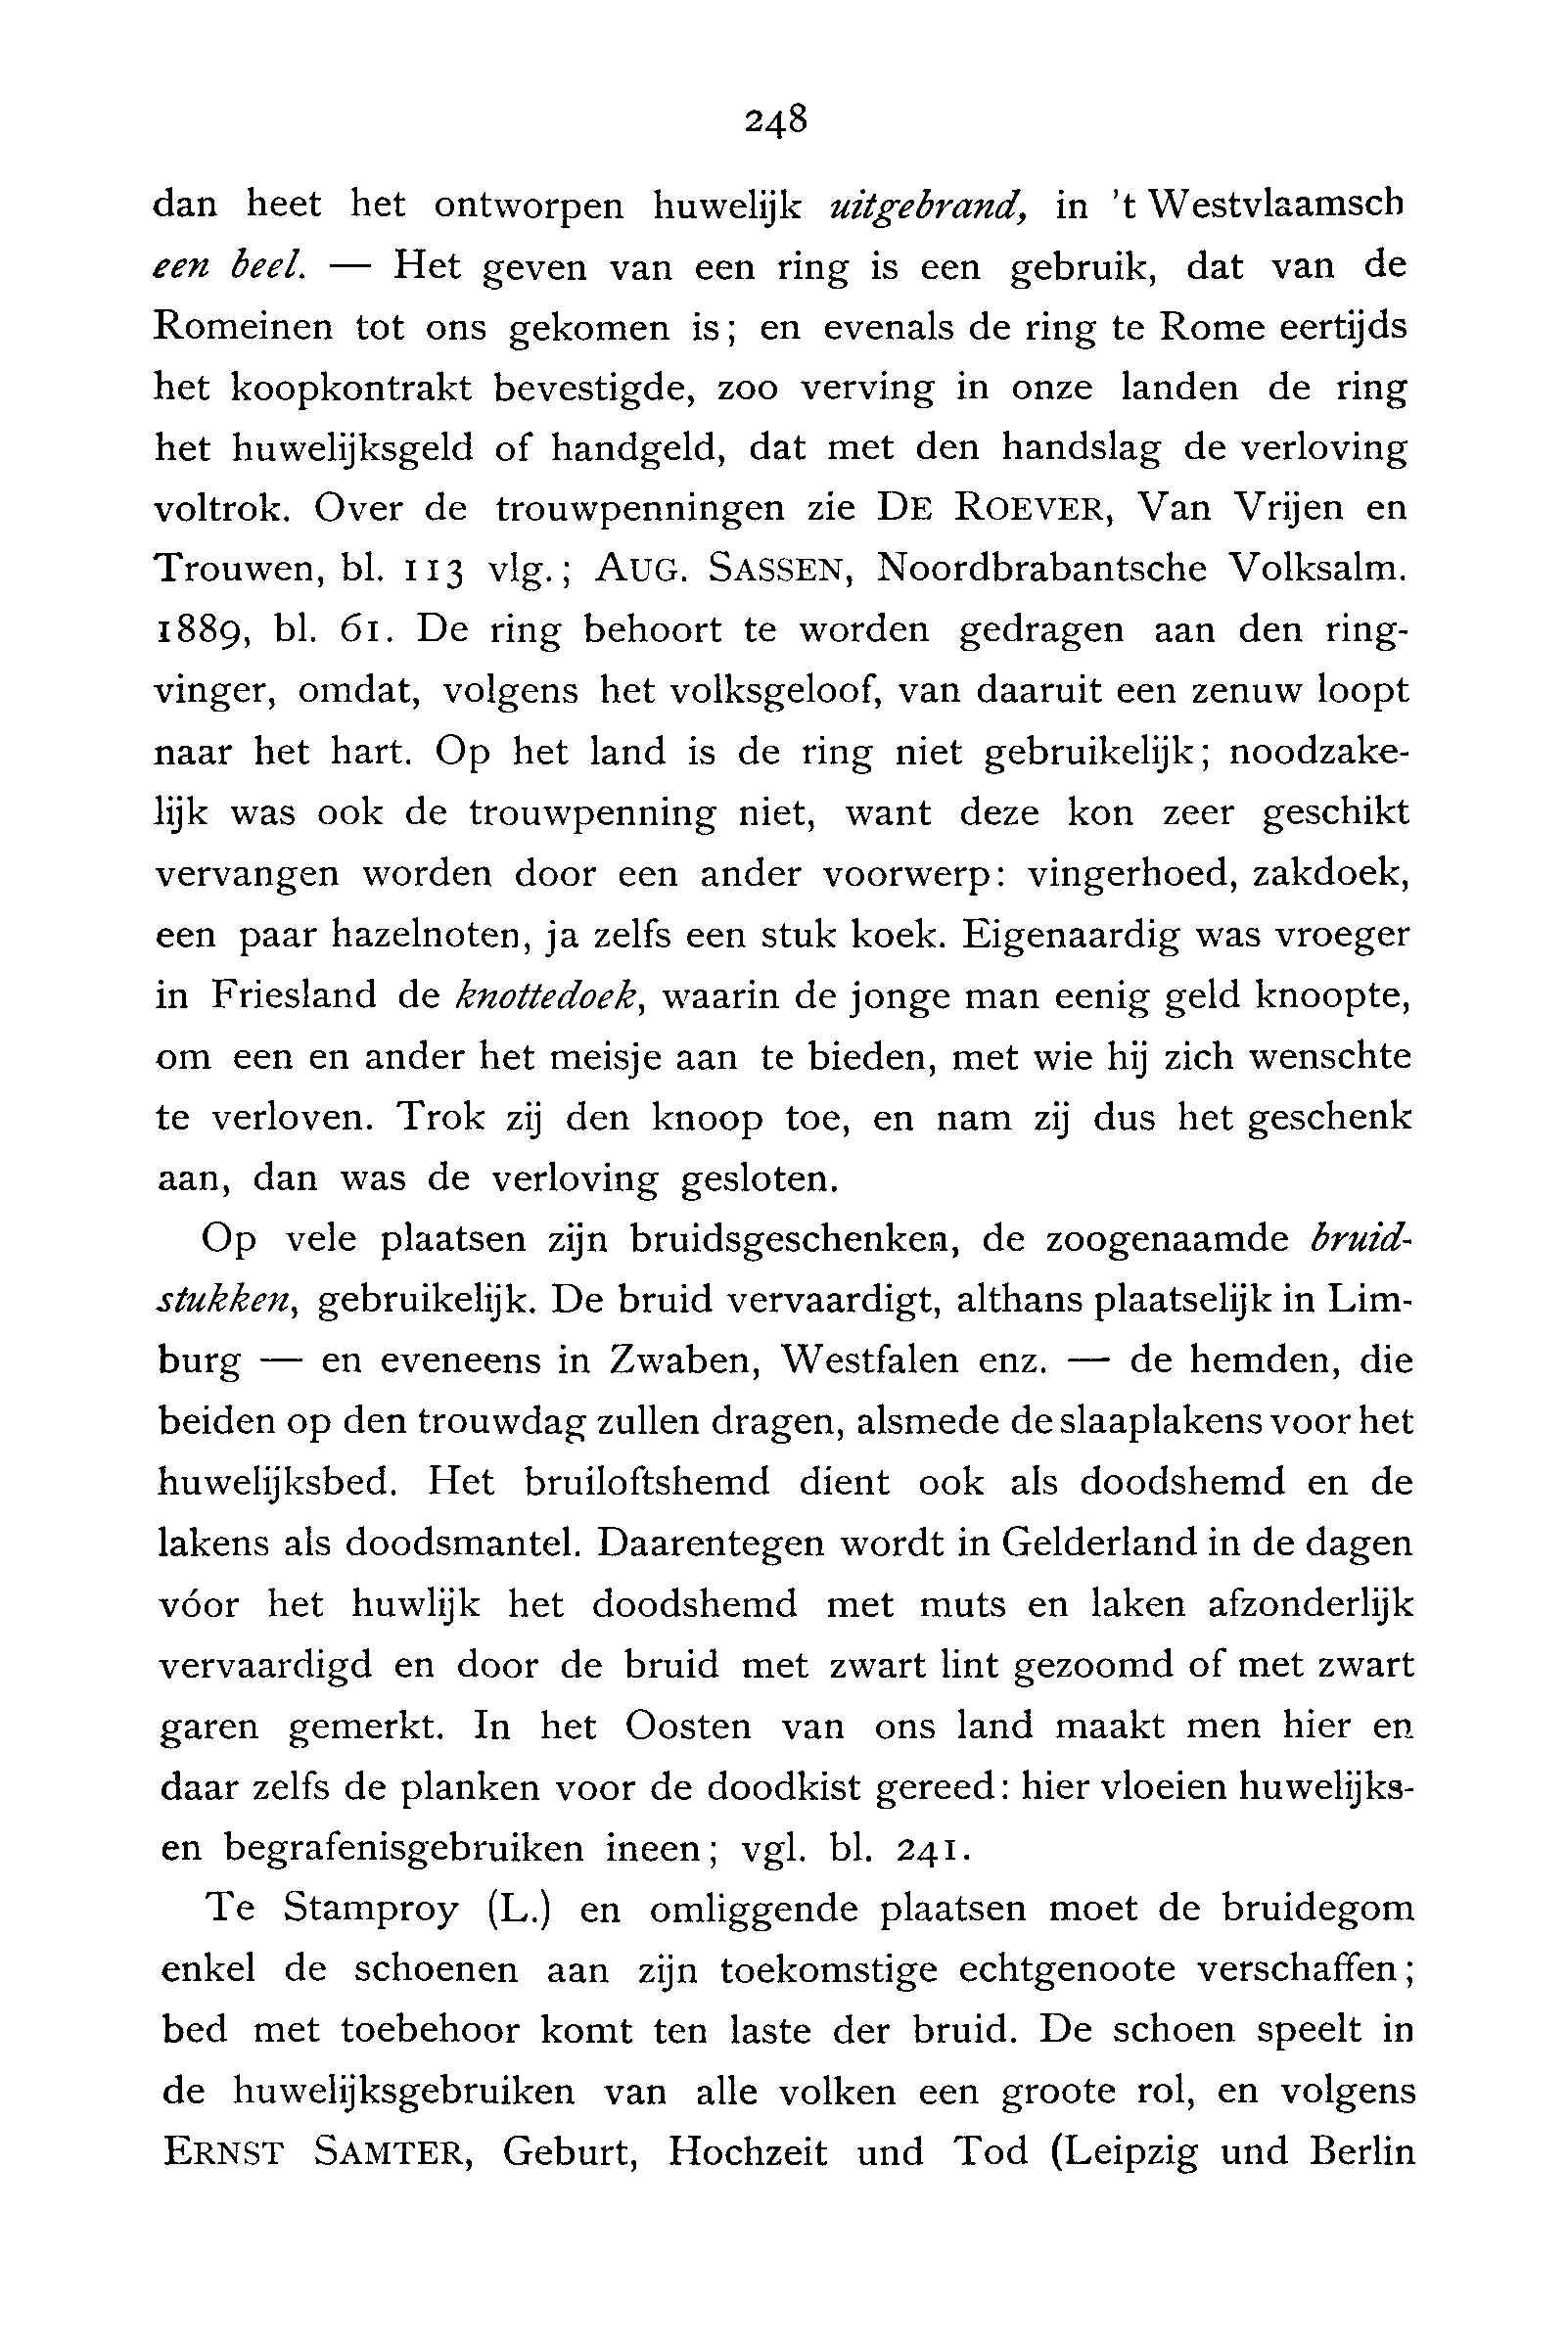 248
dan heet het ontworpen huwelijk uitgebrand, in ’t Westvlaamsch
een beel. — Het geven van een ring is een gebruik, dat van de
Romeinen tot ons gekomen is; en evenals de ring te Rome eertijds
het koopkontrakt bevestigde, zoo verving in onze landen de ring
het huwelijksgeld of handgeld, dat met den handslag de verloving
voltrok. Over de trouwpenningen zie DE ROEVER, Van Vrijen en
Trouwen, bl. 113 vlg.; AUG. SASSEN, Noordbrabantsche Volksalm.
1889, bl. 61. De ring behoort te worden gedragen aan den ring-
vinger, omdat, volgens het volksgeloof, van daaruit een zenuw loopt
naar het hart. Op het land is de ring niet gebruikelijk; noodzake-
lijk was ook de trouwpenning niet, want deze kon zeer geschikt
vervangen worden door een ander voorwerp: vingerhoed, zakdoek,
een paar hazelnoten, ja zelfs een stuk koek. Eigenaardig was vroeger
in Friesland de knottedoek, waarin de jonge man eenig geld knoopte,
om een en ander het meisje aan te bieden, met wie hij zich wenschte
te verloven. Trok zij den knoop toe, en nam zij dus het geschenk
aan, dan was de verloving gesloten.
Op vele plaatsen zijn bruidsgeschenken, de zoogenaamde bruid-
stukken, gebruikelijk. De bruid vervaardigt, althans plaatselijk in Lim-
burg — en eveneens in Zwaben, Westfalen enz. — de hemden, die
beiden op den trouwdag zullen dragen, alsmede de slaaplakens voor het
huwelijksbed. Het bruiloftshemd dient ook als doodshemd en de
lakens als doodsmantel. Daarentegen wordt in Gelderland in de dagen
vóor het huwlijk het doodshemd met muts en laken afzonderlijk
vervaardigd en door de bruid met zwart lint gezoomd of met zwart
garen gemerkt. In het Oosten van ons land maakt men hier en
daar zelfs de planken voor de doodkist gereed: hier vloeien huwelijks-
en begrafenisgebruiken ineen; vgl. bl. 241.
Te Stamproy (L.) en omliggende plaatsen moet de bruidegom
enkel de schoenen aan zijn toekomstige echtgenoote verschaffen;
bed met toebehoor komt ten laste der bruid. De schoen speelt in
de huwelijksgebruiken van alle volken een groote rol, en volgens
ERNST SAMTER, Geburt, Hochzeit und Tod (Leipzig und Berlin